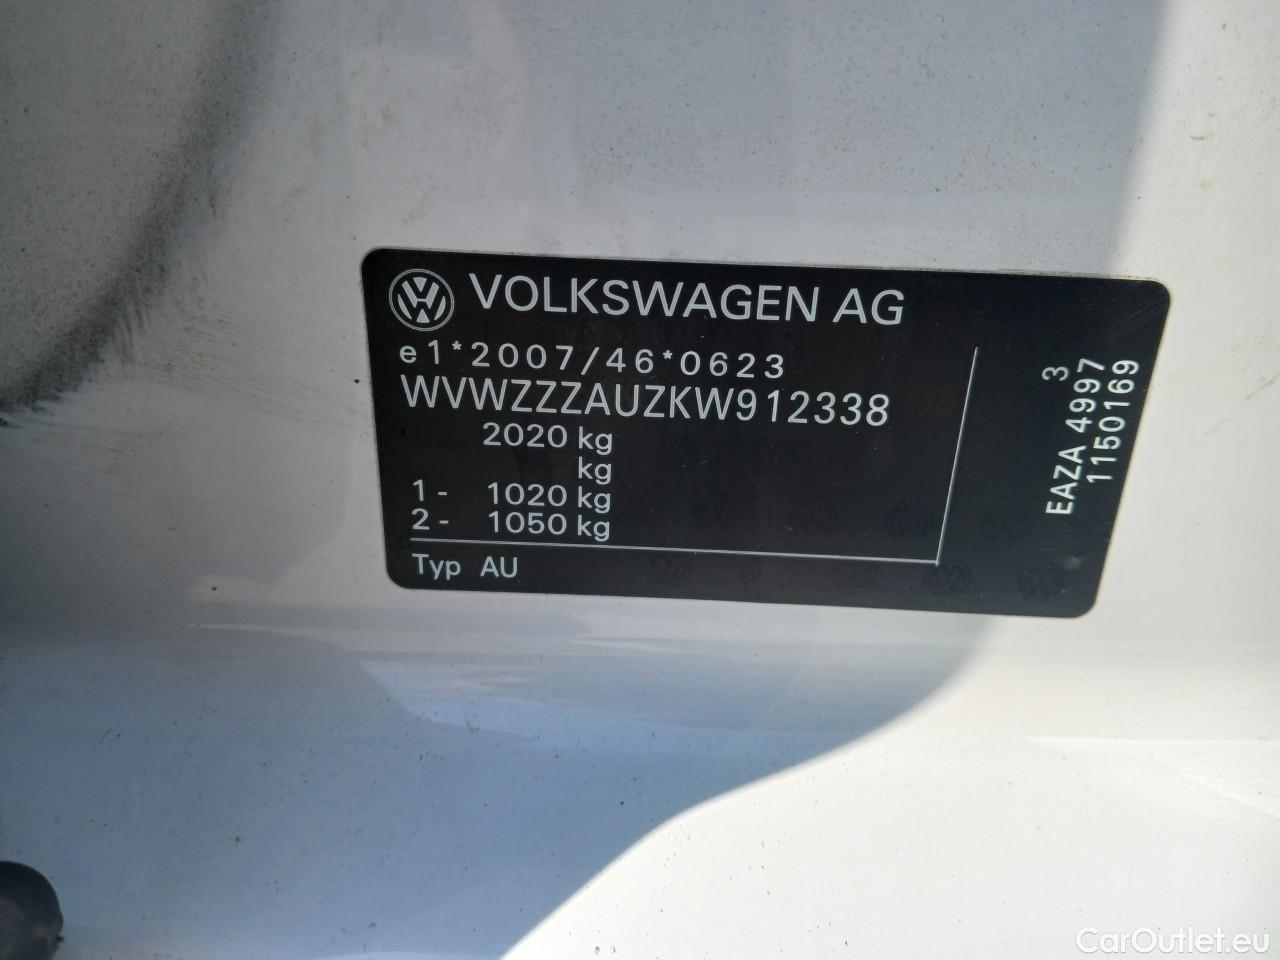 VOLKSWAGEN AG
e1*2007/46*0623
WVWZZZAUZKW912338
2020 kg
kg
1- 1020 kg
2- 1050 kg
Typ AU
3
EAZA 4997
1150169
CarOutlet.eu